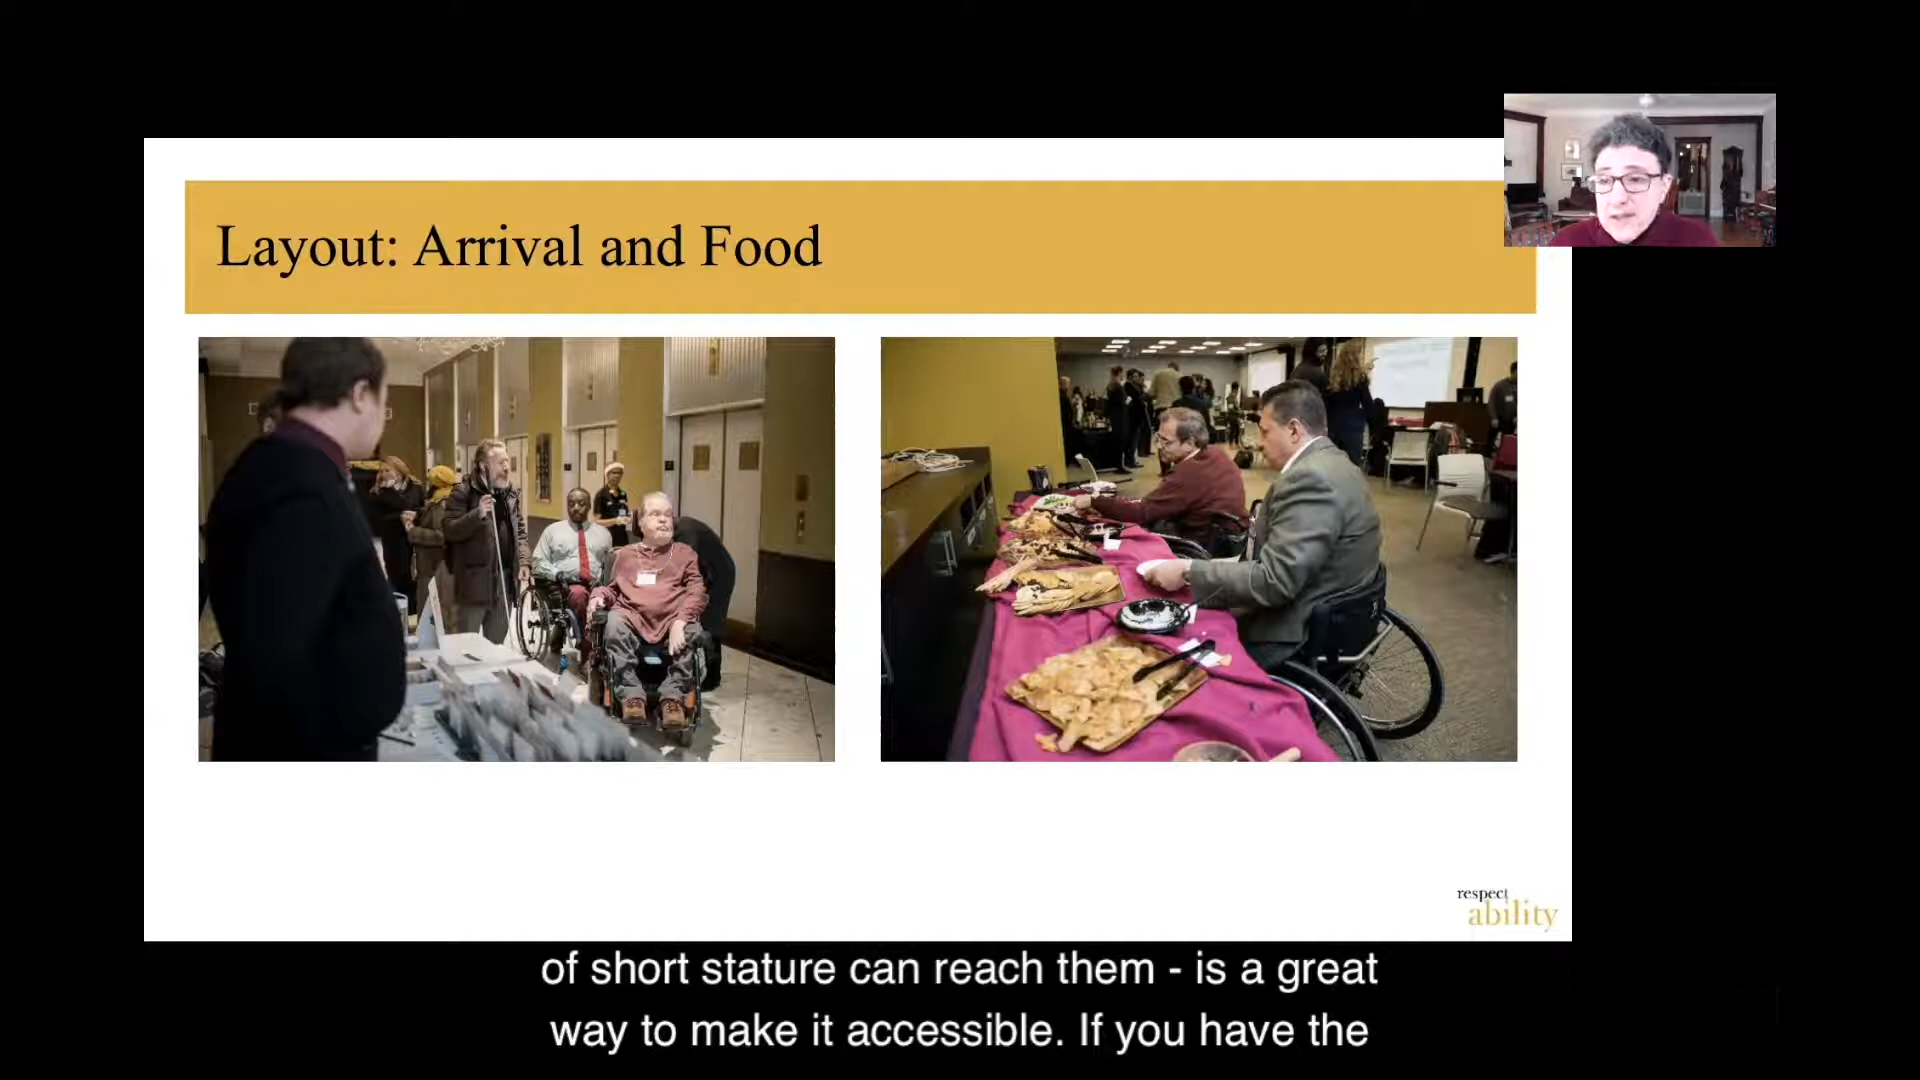 Layout: Arrival and Food
respect
ability
of short stature can reach them - is a great
way to make it accessible. If you have the